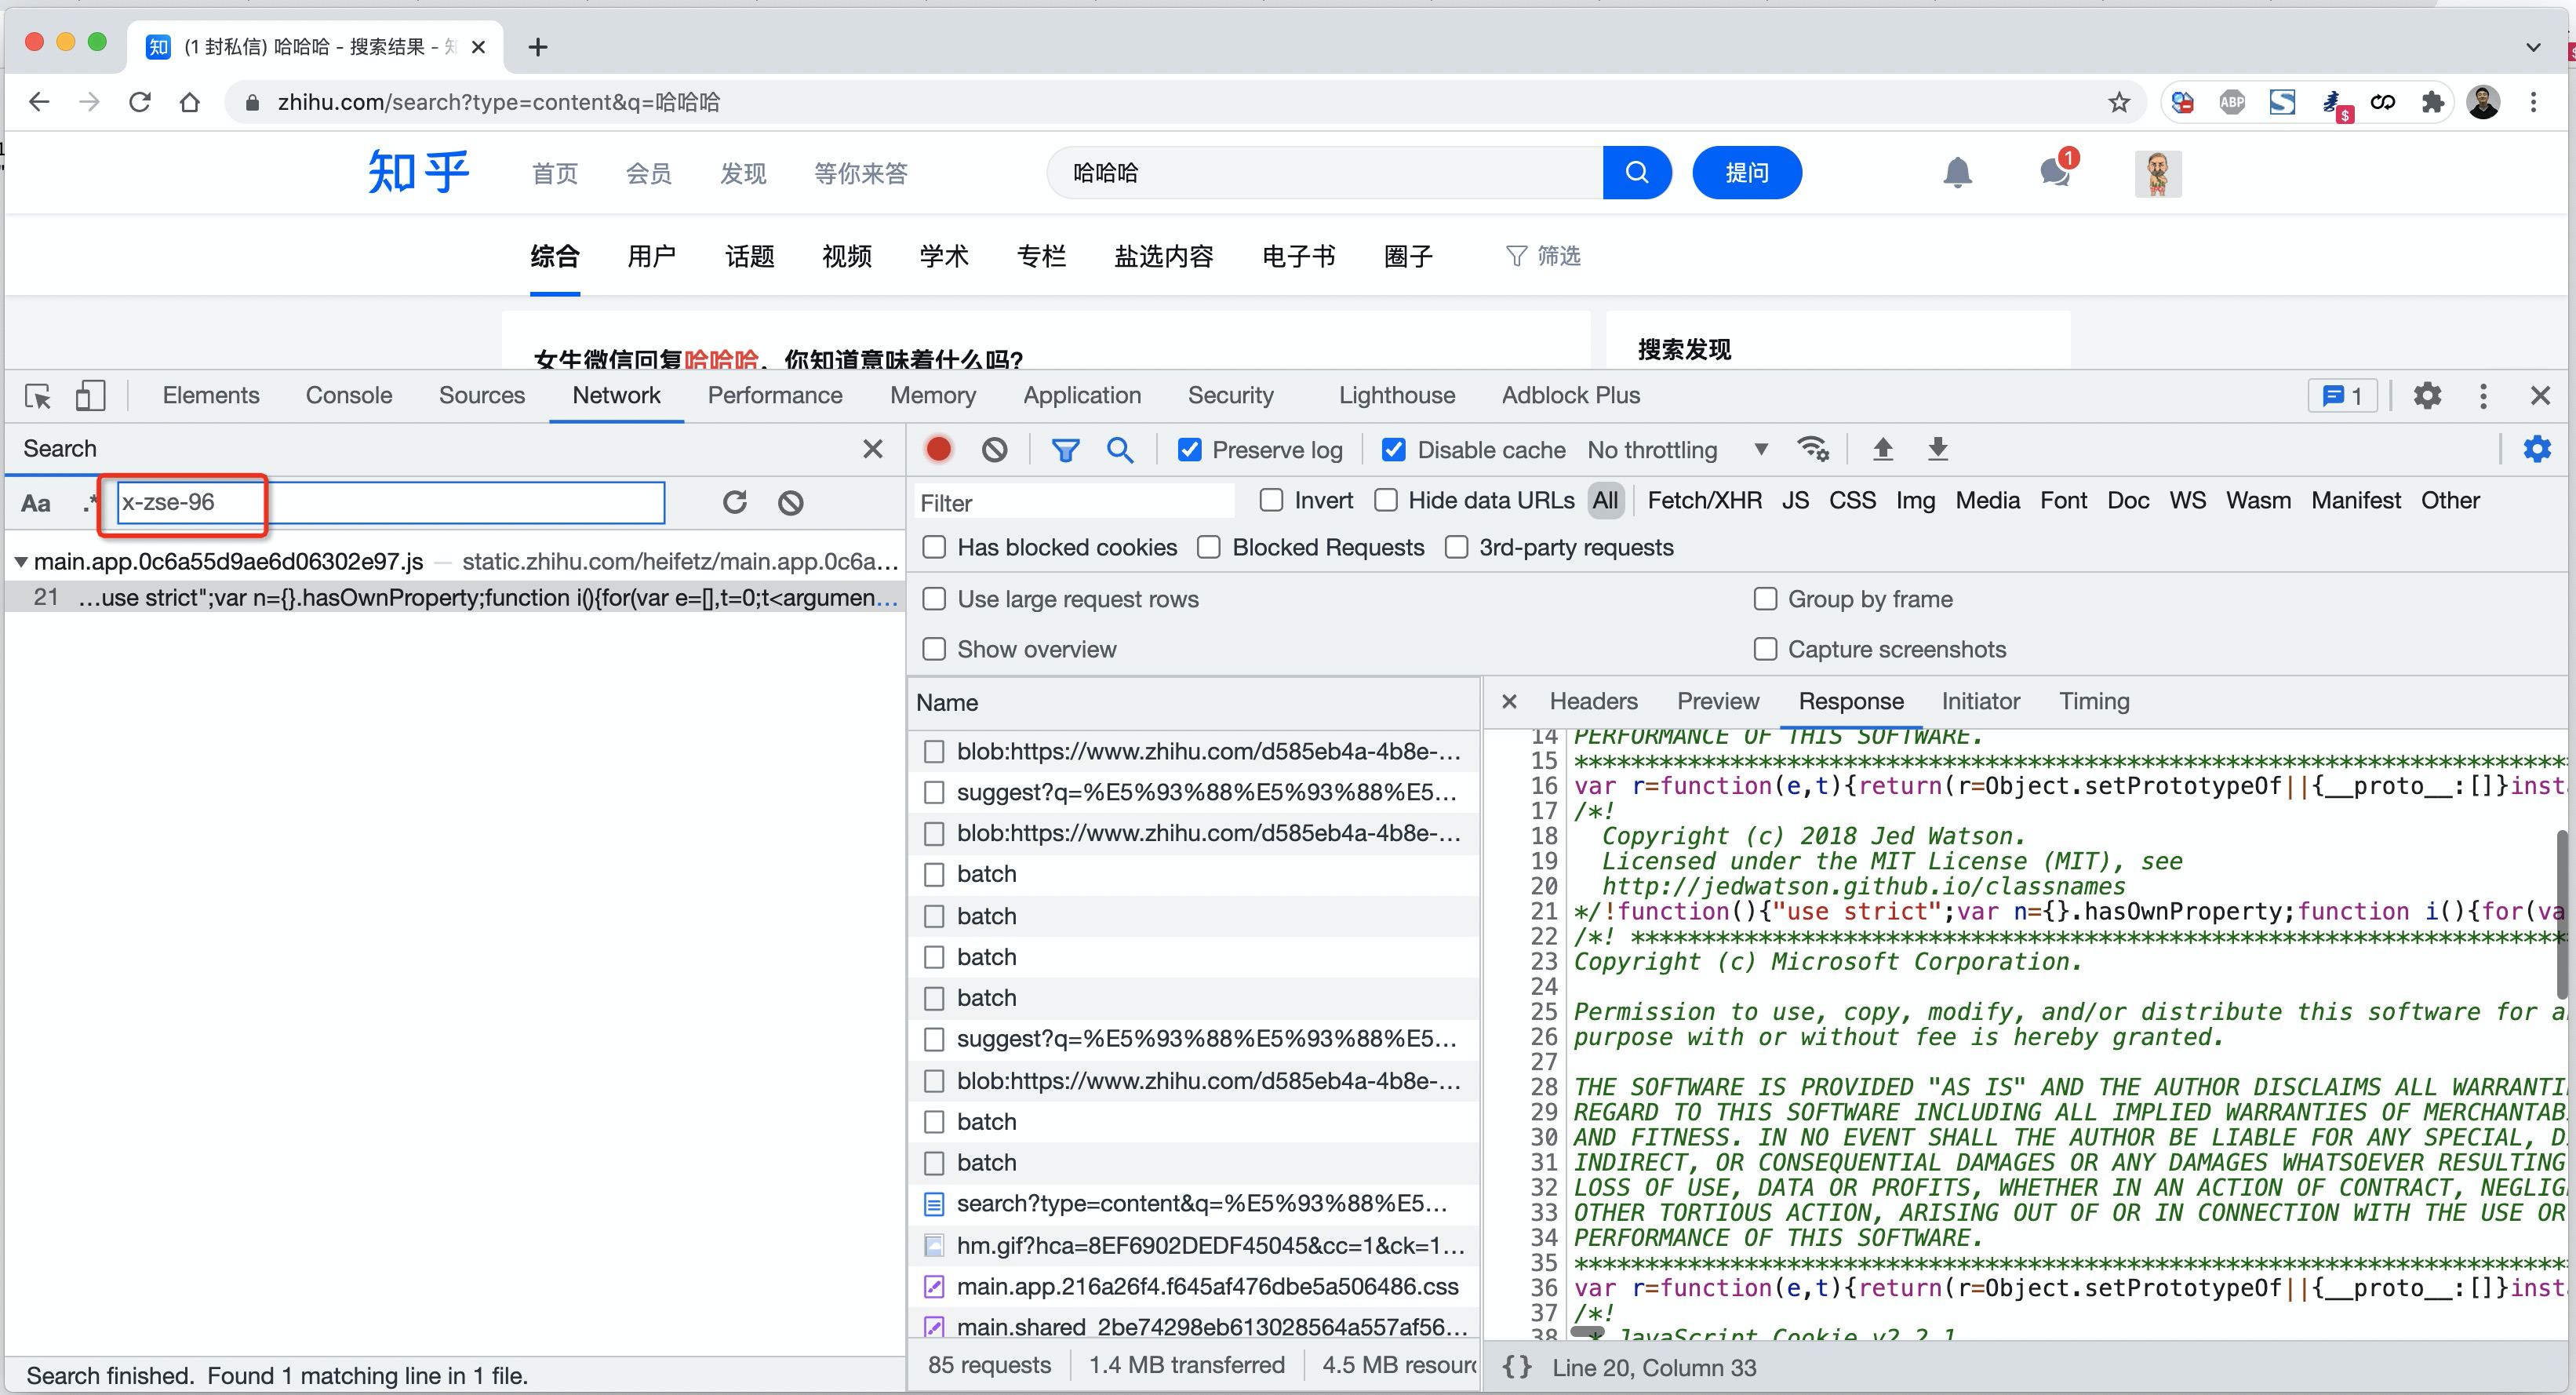 知 (1 封私信) 哈哈哈 - 搜索结果 - 知
zhihu.com/search?type=content&q=哈哈哈
ABP
$
知乎 首页 会员 发现 等你来答 哈哈哈 提问 1
综合 用户 话题 视频 学术 专栏 盐选内容 电子书 圈子 筛选
女生微信回复哈哈哈，你知道意味着什么吗?
搜索发现
Elements Console Sources Network Performance Memory Application Security Lighthouse Adblock Plus 1
Search
Preserve log Disable cache No throttling
Aa .* x-zse-96
Filter Invert Hide data URLs All Fetch/XHR JS CSS Img Media Font Doc WS Wasm Manifest Other
Has blocked cookies Blocked Requests 3rd-party requests
main.app.0c6a55d9ae6d06302e97.js — static.zhihu.com/heifetz/main.app.0c6a…
21 …use strict";var n={}.hasOwnProperty;function i(){for(var e=[],t=0;t<argumen…
Use large request rows Group by frame
Show overview Capture screenshots
Name
blob:https://www.zhihu.com/d585eb4a-4b8e-…
suggest?q=%E5%93%88%E5%93%88%E5…
blob:https://www.zhihu.com/d585eb4a-4b8e-…
batch
batch
batch
batch
suggest?q=%E5%93%88%E5%93%88%E5…
blob:https://www.zhihu.com/d585eb4a-4b8e-…
batch
batch
search?type=content&q=%E5%93%88%E5…
hm.gif?hca=8EF6902DEDF45045&cc=1&ck=1…
main.app.216a26f4.f645af476dbe5a506486.css
main.shared_2be74298eb613028564a557af56…
85 requests 1.4 MB transferred 4.5 MB resour
Headers Preview Response Initiator Timing
14 PERFORMANCE OF THIS SOFTWARE.
15 **********************************************************************
16 var r=function(e,t){return(r=Object.setPrototypeOf||{__proto__:[]}inst
17 /*!
18 Copyright (c) 2018 Jed Watson.
19 Licensed under the MIT License (MIT), see
20 http://jedwatson.github.io/classnames
21 */!function(){"use strict";var n={}.hasOwnProperty;function i(){for(va
22 /*! ******************************************************************
23 Copyright (c) Microsoft Corporation.
24
25 Permission to use, copy, modify, and/or distribute this software for a
26 purpose with or without fee is hereby granted.
27
28 THE SOFTWARE IS PROVIDED "AS IS" AND THE AUTHOR DISCLAIMS ALL WARRANTI
29 REGARD TO THIS SOFTWARE INCLUDING ALL IMPLIED WARRANTIES OF MERCHANTAB
30 AND FITNESS. IN NO EVENT SHALL THE AUTHOR BE LIABLE FOR ANY SPECIAL, D
31 INDIRECT, OR CONSEQUENTIAL DAMAGES OR ANY DAMAGES WHATSOEVER RESULTING
32 LOSS OF USE, DATA OR PROFITS, WHETHER IN AN ACTION OF CONTRACT, NEGLIG
33 OTHER TORTIOUS ACTION, ARISING OUT OF OR IN CONNECTION WITH THE USE OR
34 PERFORMANCE OF THIS SOFTWARE.
35 **********************************************************************
36 var r=function(e,t){return(r=Object.setPrototypeOf||{__proto__:[]}inst
37 /*!
38 * JavaScript Cookie v2.2.1
{} Line 20, Column 33
Search finished. Found 1 matching line in 1 file.